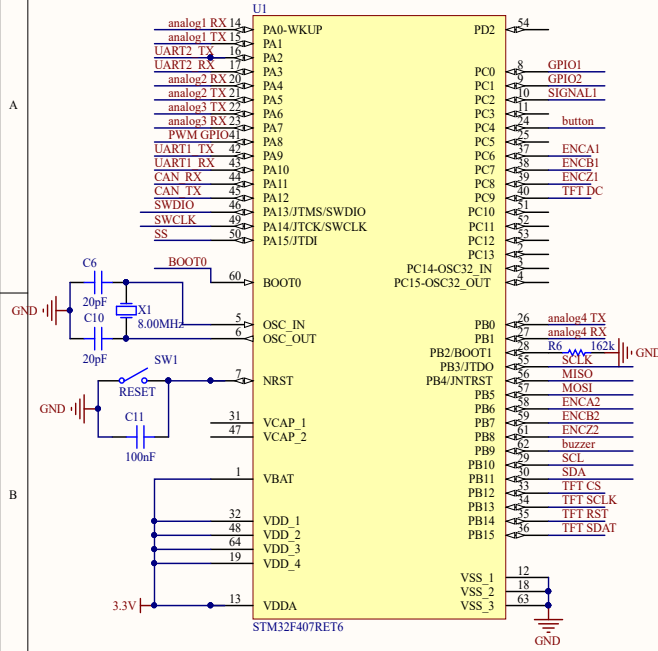 U1
analog1 RX 14 PA0-WKUP PD2 54
analog1 TX 15 PA1
UART2 TX 16 PA2
UART2 RX 17 PA3 PC0 8 GPIO1
analog2 RX 20 PA4 PC1 9 GPIO2
analog2 TX 21 PA5 PC2 10 SIGNAL1
analog3 TX 22 PA6 PC3 11
analog3 RX 23 PA7 PC4 24 button
PWM GPIO 41 PA8 PC5 25
UART1 TX 42 PA9 PC6 37 ENCA1
UART1 RX 43 PA10 PC7 38 ENCB1
CAN RX 44 PA11 PC8 39 ENCZ1
CAN TX 45 PA12 PC9 40 TFT DC
SWDIO 46 PA13/JTMS/SWDIO PC10 51
SWCLK 49 PA14/JTCK/SWCLK PC11 52
SS 50 PA15/JTDI PC12 53
PC13 2
BOOT0 PC14-OSC32_IN 3
60 BOOT0 PC15-OSC32_OUT 4
A
C6
20pF
GND
X1
8.00MHz
C10
20pF
5 OSC_IN PB0 26 analog4 TX
6 OSC_OUT PB1 27 analog4 RX
PB2/BOOT1 28 R6 162k GND
PB3/JTDO 55 SCLK
SW1
RESET
7 NRST PB4/JNTRST 56 MISO
PB5 57 MOSI
GND
C11
100nF
PB6 58 ENCA2
31 VCAP_1 PB7 59 ENCB2
47 VCAP_2 PB8 61 ENCZ2
PB9 62 buzzer
PB10 29 SCL
1 VBAT PB11 30 SDA
B
PB12 33 TFT CS
PB13 34 TFT SCLK
32 VDD_1 PB14 35 TFT RST
48 VDD_2 PB15 36 TFT SDAT
64 VDD_3
19 VDD_4
VSS_1 12
VSS_2 18
3.3V 13 VDDA VSS_3 63
STM32F407RET6
GND